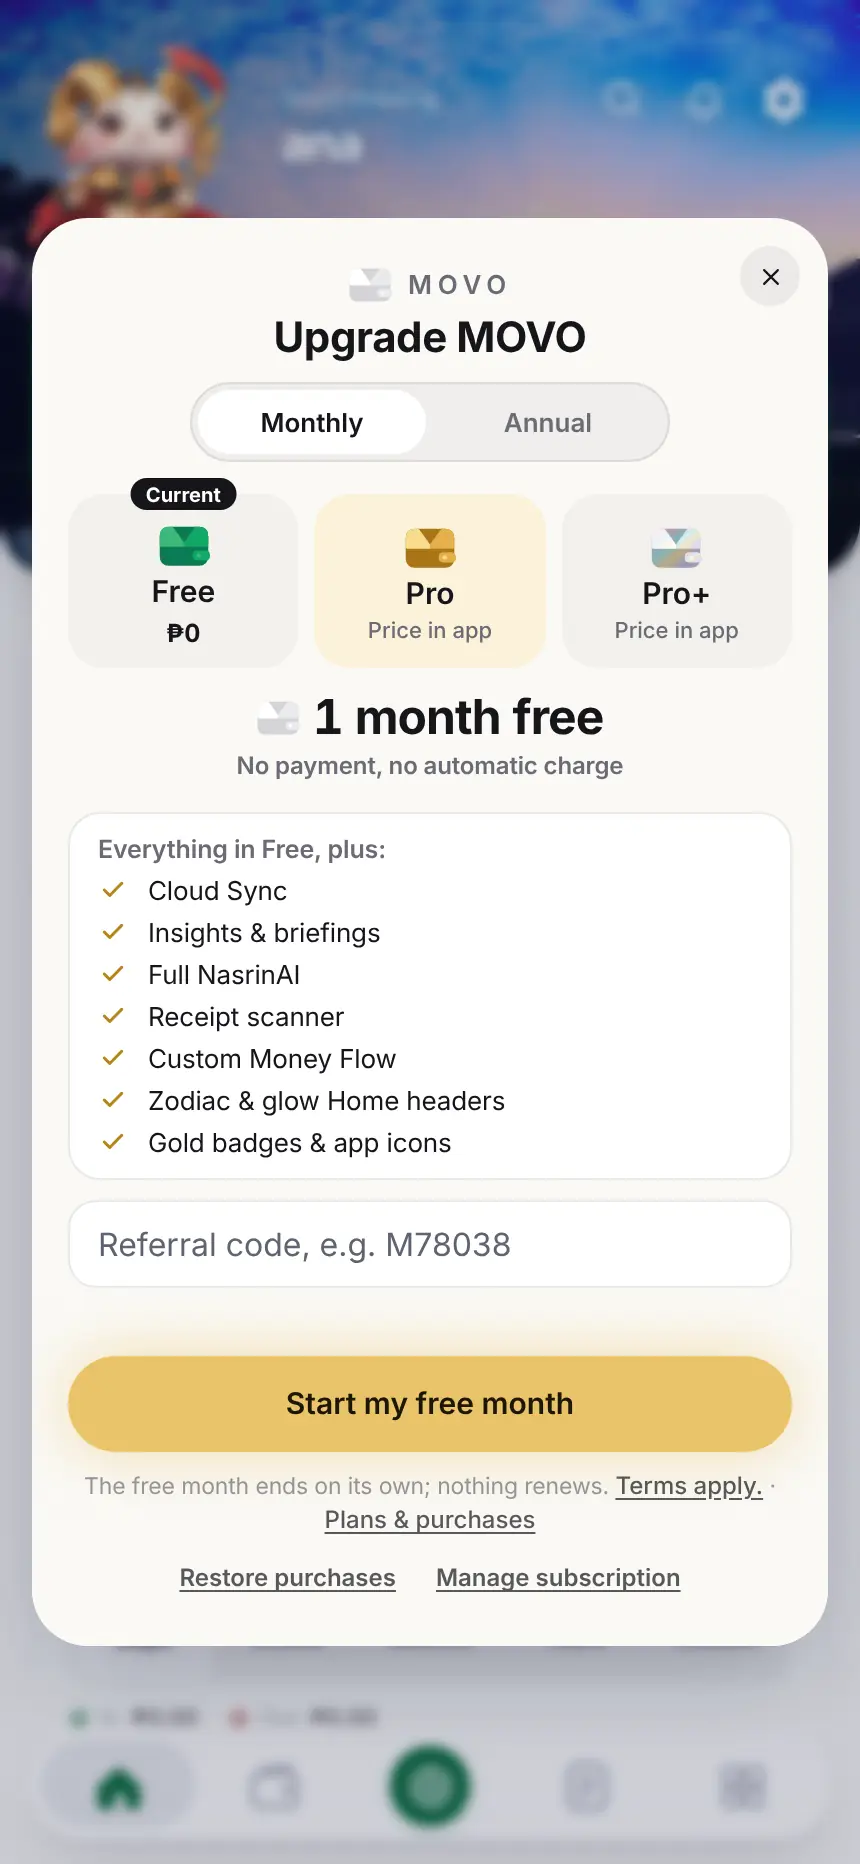 ana
MOVO
Upgrade MOVO
Monthly
Annual
Current
Free
₱0
Pro
Price in app
Pro+
Price in app
1 month free
No payment, no automatic charge
Everything in Free, plus:
Cloud Sync
Insights & briefings
Full NasrinAI
Receipt scanner
Custom Money Flow
Zodiac & glow Home headers
Gold badges & app icons
Referral code, e.g. M78038
Start my free month
The free month ends on its own; nothing renews. Terms apply. ·
Plans & purchases
Restore purchases
Manage subscription